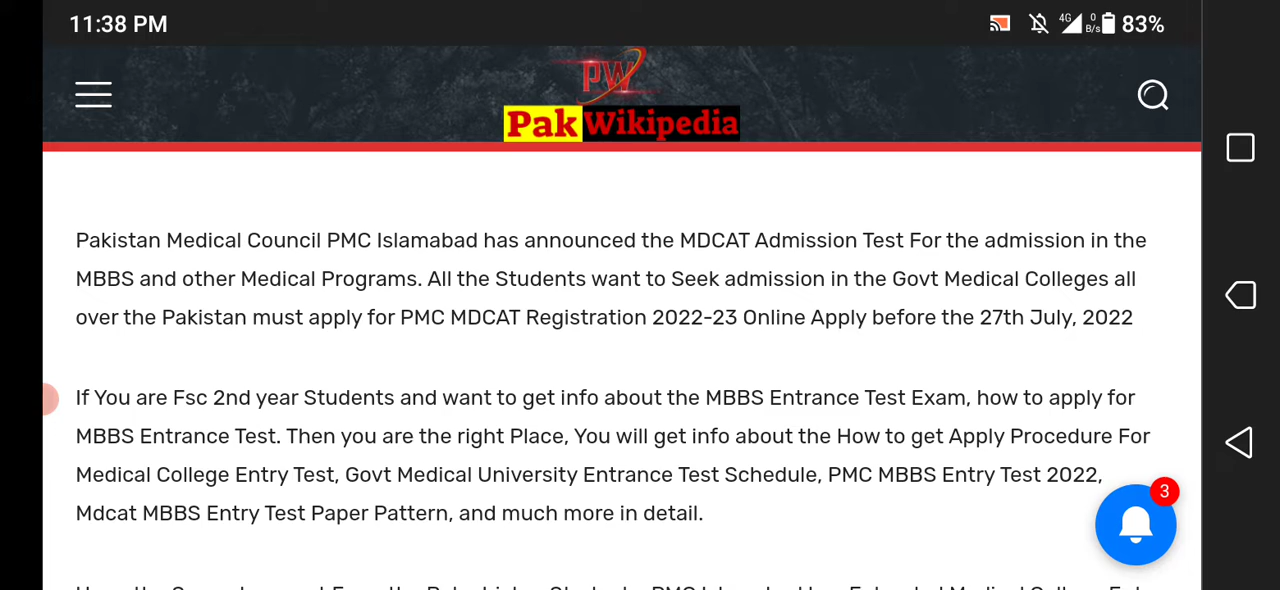 11:38 PM
4G
0
B/s
83%
PW
PakWikipedia
Pakistan Medical Council PMC Islamabad has announced the MDCAT Admission Test For the admission in the
MBBS and other Medical Programs. All the Students want to Seek admission in the Govt Medical Colleges all
over the Pakistan must apply for PMC MDCAT Registration 2022-23 Online Apply before the 27th July, 2022
If You are Fsc 2nd year Students and want to get info about the MBBS Entrance Test Exam, how to apply for
MBBS Entrance Test. Then you are the right Place, You will get info about the How to get Apply Procedure For
Medical College Entry Test, Govt Medical University Entrance Test Schedule, PMC MBBS Entry Test 2022,
3
Mdcat MBBS Entry Test Paper Pattern, and much more in detail.